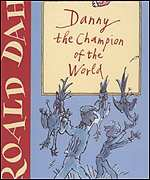 ROALD DAH
Danny
the Champion
of the
World